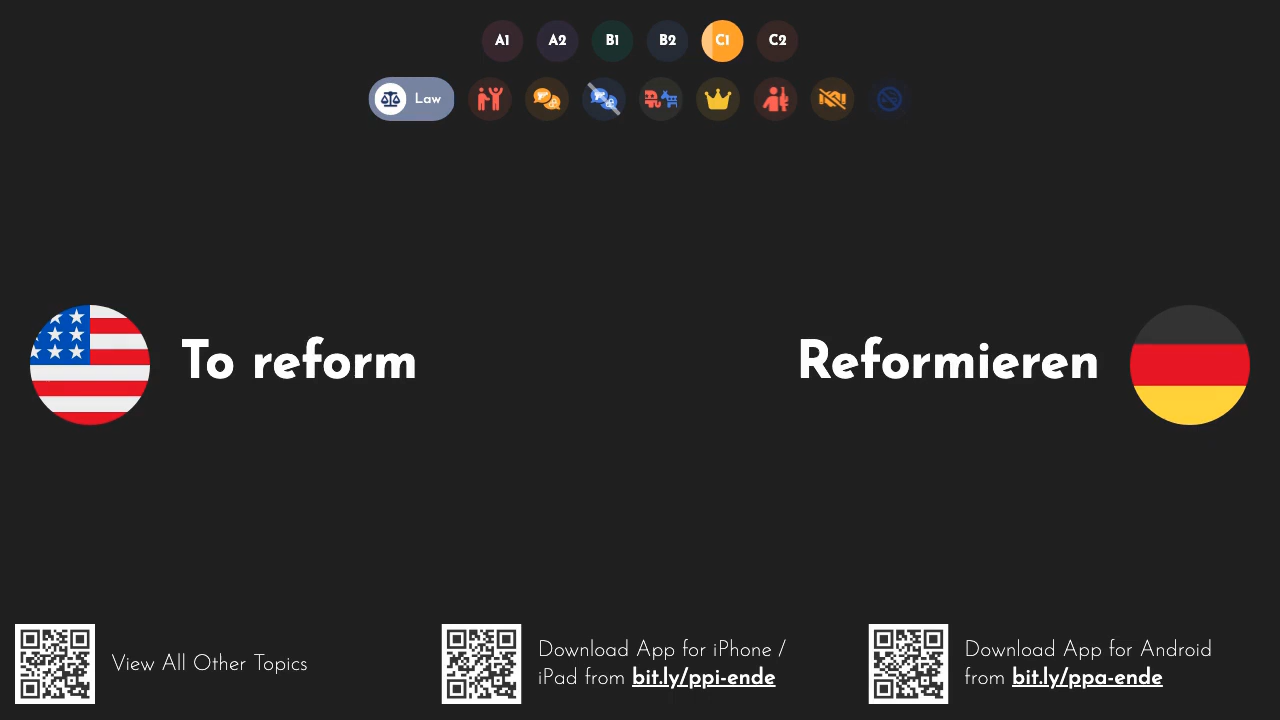 A1 A2 B1 B2 C1 C2
Law
To reform
Reformieren
View All Other Topics
Download App for iPhone /
iPad from bit.ly/ppi-ende
Download App for Android
from bit.ly/ppa-ende